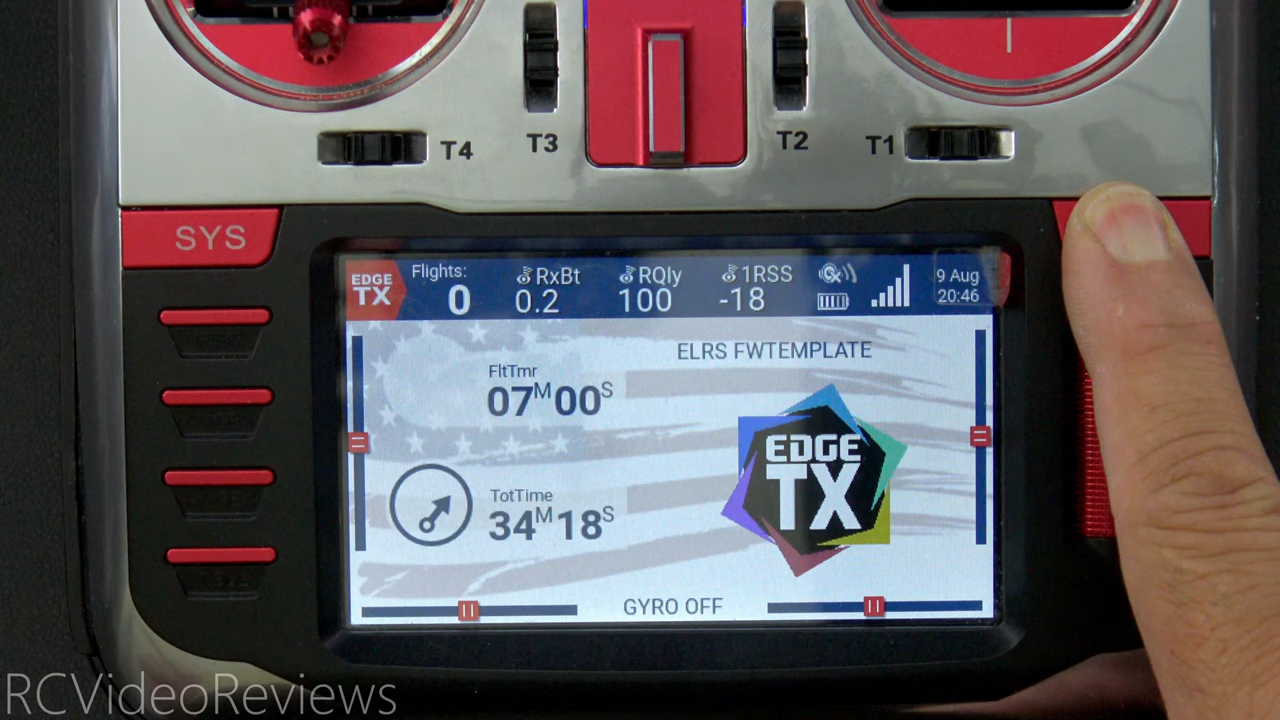 T4
T3
T2
T1
SYS
EDGE
TX
Flights:
0
RxBt
0.2
RQly
100
1RSS
-18
9 Aug
20:46
ELRS FWTEMPLATE
FltTmr
07M00S
EDGE
TX
TotTime
34M18S
GYRO OFF
RCVideoReviews